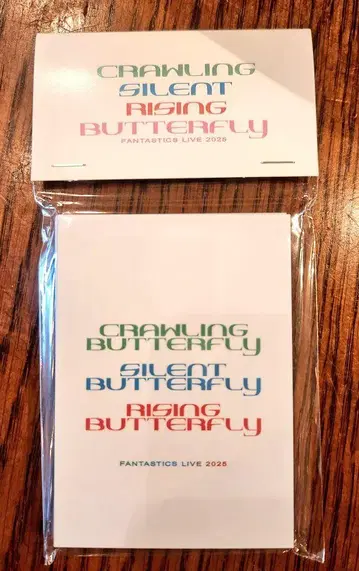 CRAWLING
SILENT
RISING
BUTTERFLY
FANTASTICS LIVE 2025
CRAWLING
BUTTERFLY
SILENT
BUTTERFLY
RISING
BUTTERFLY
FANTASTICS LIVE 2025